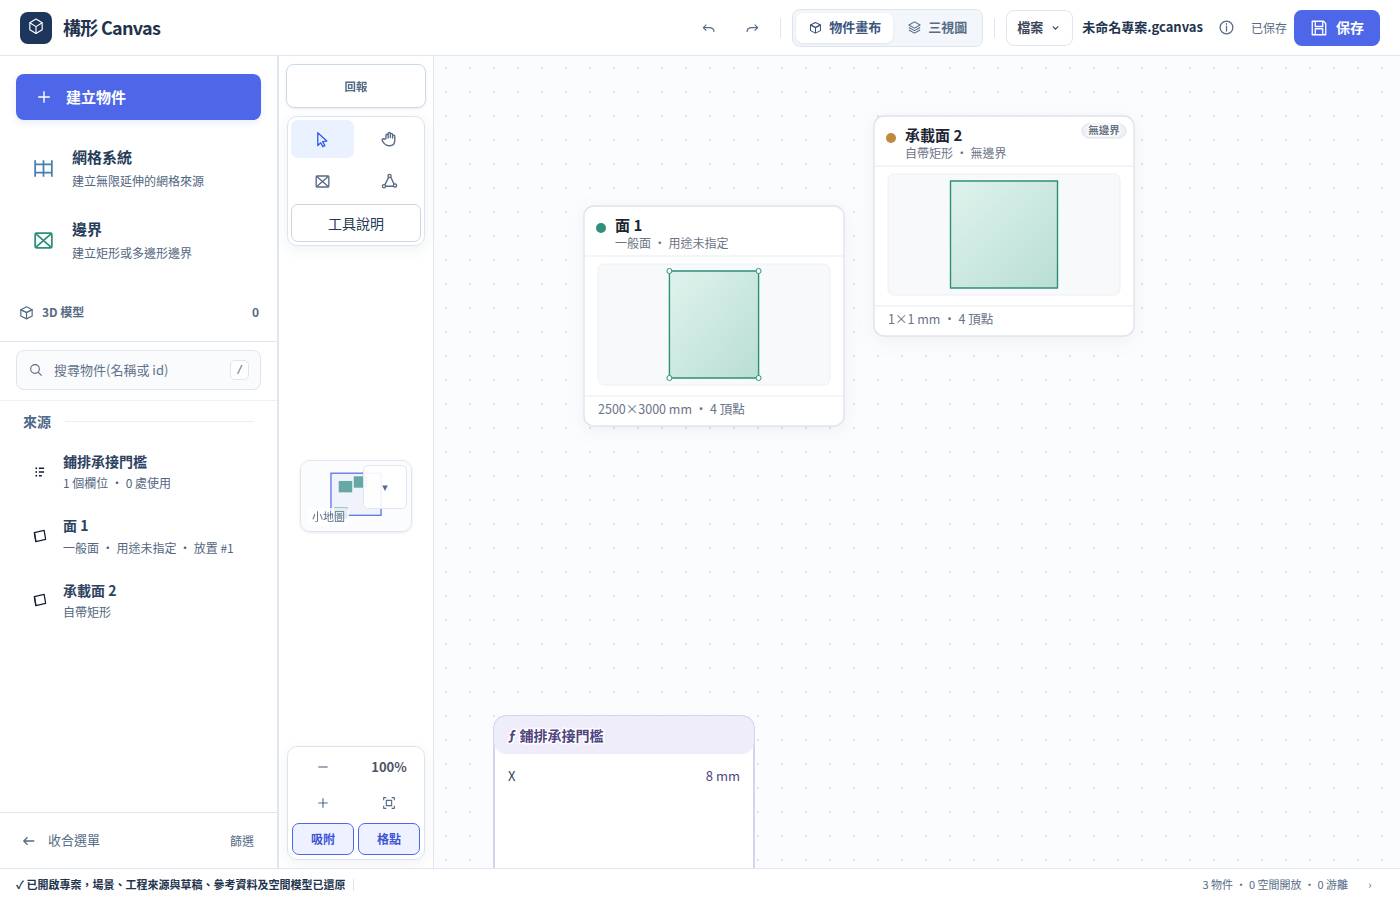 構形 Canvas
物件畫布
三視圖
檔案
未命名專案.gcanvas
已保存
保存
建立物件
網格系統
建立無限延伸的網格來源
邊界
建立矩形或多邊形邊界
3D 模型
0
搜尋物件(名稱或 id)
/
來源
鋪排承接門檻
1 個欄位 · 0 處使用
面 1
一般面 · 用途未指定 · 放置 #1
承載面 2
自帶矩形
收合選單
篩選
回報
工具說明
小地圖
100%
吸附
格點
面 1
一般面 · 用途未指定
2500×3000 mm · 4 頂點
承載面 2
無邊界
自帶矩形 · 無邊界
1×1 mm · 4 頂點
ƒ 鋪排承接門檻
X
8 mm
✓ 已開啟專案，場景、工程來源與草稿、參考資料及空間模型已還原
3 物件 · 0 空間開放 · 0 游離